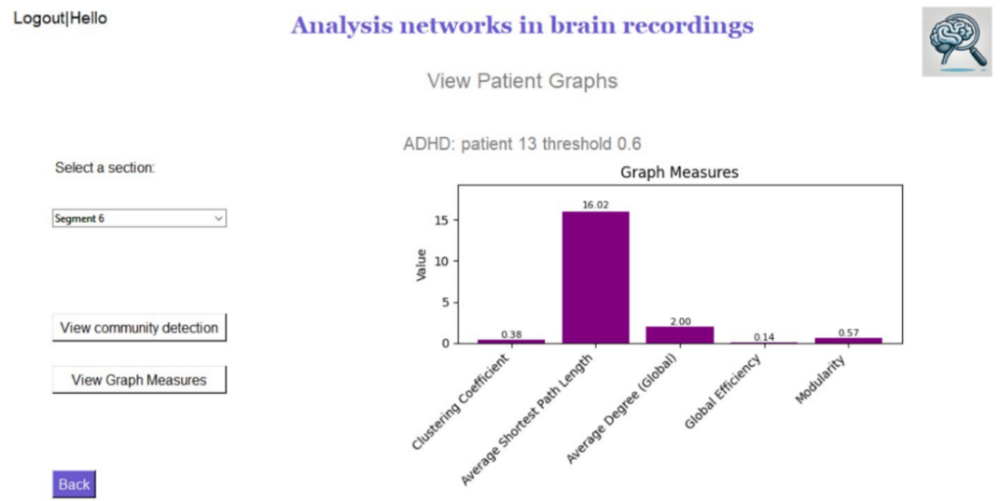 Logout|Hello
Analysis networks in brain recordings
View Patient Graphs
ADHD: patient 13 threshold 0.6
Select a section:
Segment 6
View community detection
View Graph Measures
Back
Graph Measures
Value
15
10
5
0
0.38
16.02
2.00
0.14
0.57
Clustering Coefficient
Average Shortest Path Length
Average Degree (Global)
Global Efficiency
Modularity